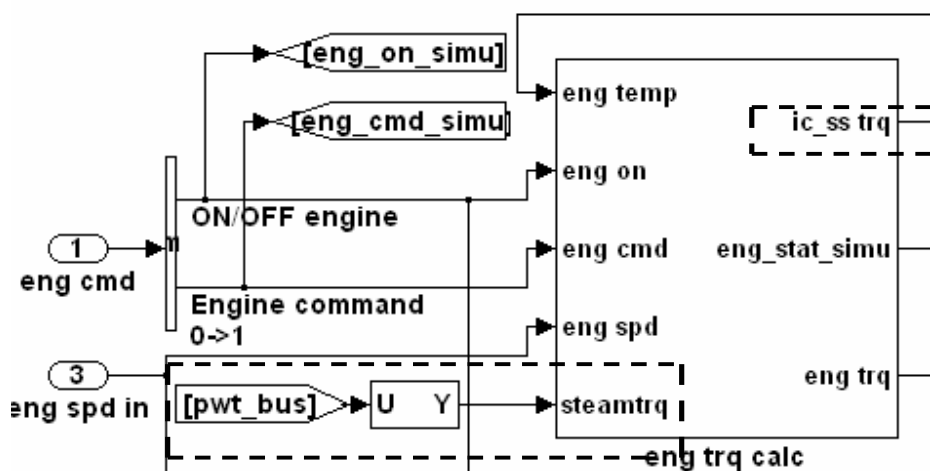 [eng_on_simu]
[eng_cmd_simu]
eng temp
ic_ss trq
eng on
ON/OFF engine
m
1
eng cmd
eng cmd
eng_stat_simu
Engine command
0->1
eng spd
3
eng spd in
[pwt_bus]
U Y
steamtrq
eng trq
eng trq calc